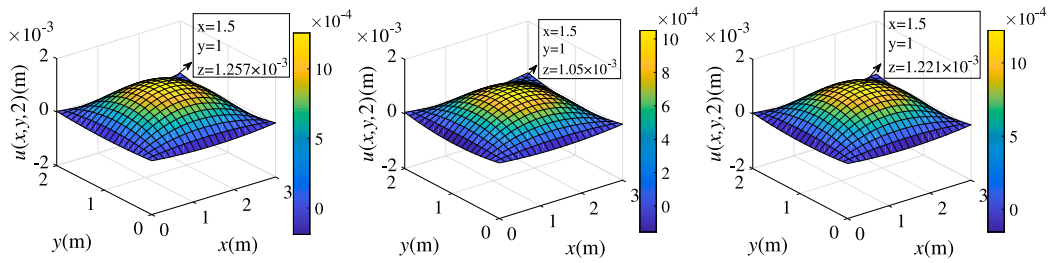 ×10⁻³
2
0
-2
u(x,y,2)(m)
2
1
0
y(m)
0
1
2
3
x(m)
x=1.5
y=1
z=1.257×10⁻³
×10⁻⁴
10
5
0
×10⁻³
2
0
-2
u(x,y,2)(m)
2
1
0
y(m)
0
1
2
3
x(m)
x=1.5
y=1
z=1.05×10⁻³
×10⁻⁴
10
8
6
4
2
0
×10⁻³
2
0
-2
u(x,y,2)(m)
2
1
0
y(m)
0
1
2
3
x(m)
x=1.5
y=1
z=1.221×10⁻³
×10⁻⁴
10
5
0